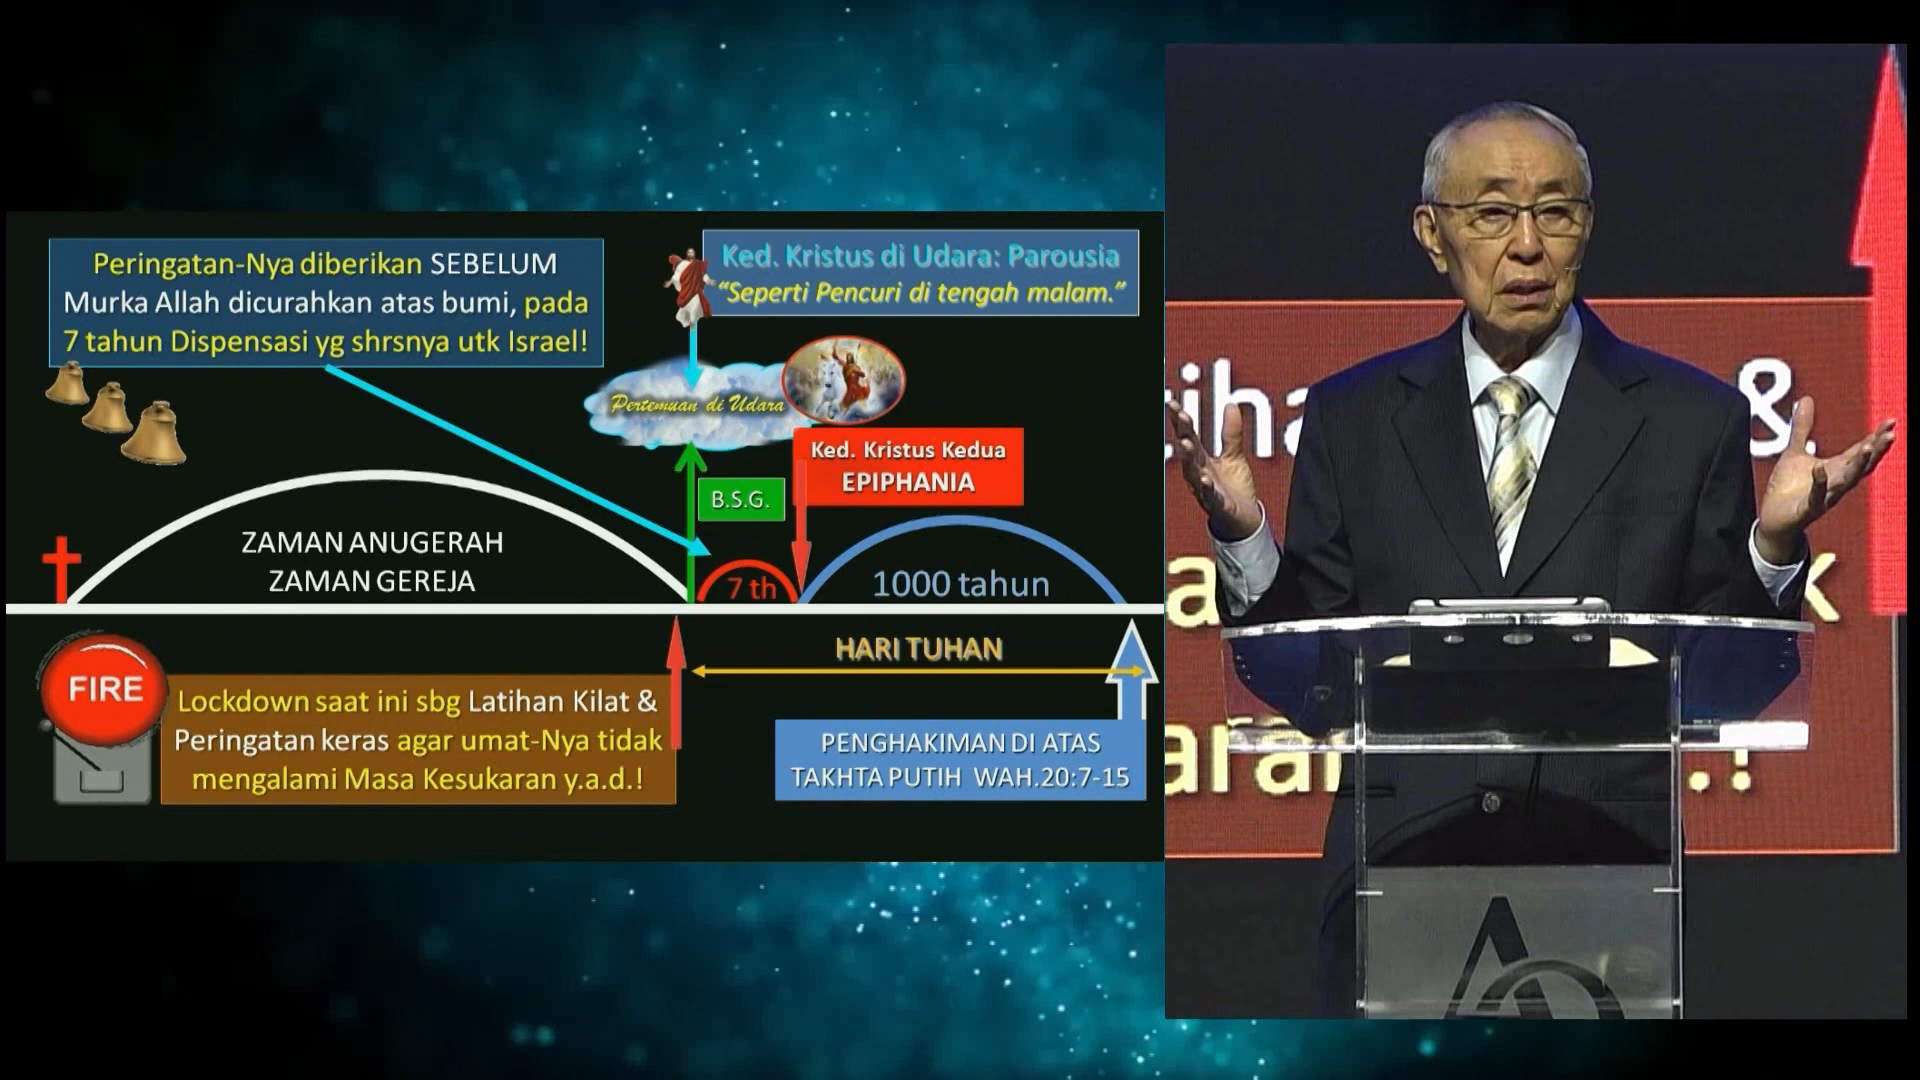 Peringatan-Nya diberikan SEBELUM
Murka Allah dicurahkan atas bumi, pada
7 tahun Dispensasi yg shrsnya utk Israel!
Ked. Kristus di Udara: Parousia
“Seperti Pencuri di tengah malam.”
Pertemuan di Udara
Ked. Kristus Kedua
EPIPHANIA
B.S.G.
ZAMAN ANUGERAH
ZAMAN GEREJA
7 th
1000 tahun
HARI TUHAN
FIRE
Lockdown saat ini sbg Latihan Kilat &
Peringatan keras agar umat-Nya tidak
mengalami Masa Kesukaran y.a.d.!
PENGHAKIMAN DI ATAS
TAKHTA PUTIH WAH.20:7-15
&
k
.!